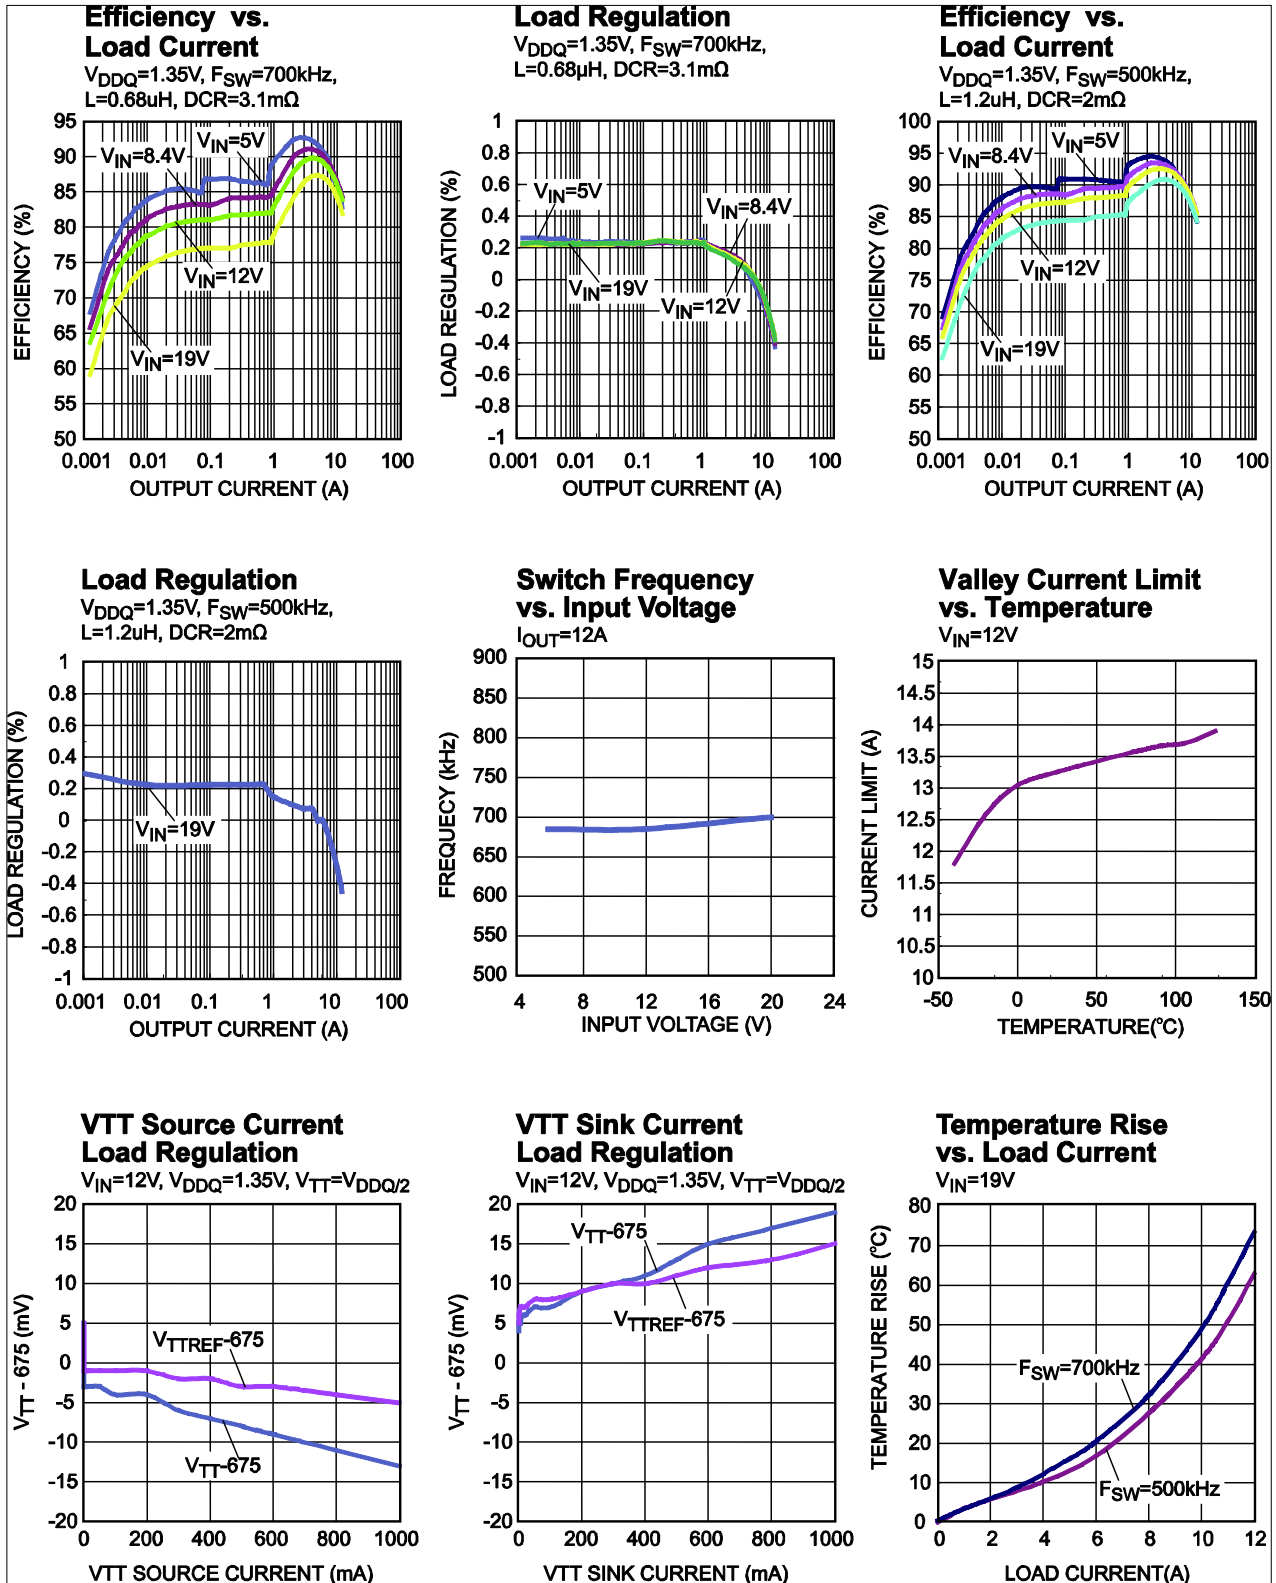 Efficiency vs.
Load Current
VDDQ=1.35V, FSW=700kHz,
L=0.68uH, DCR=3.1mΩ
95
90
85
80
75
70
65
60
55
50
EFFICIENCY (%)
VIN=5V
VIN=8.4V
VIN=12V
VIN=19V
0.001 0.01 0.1 1 10 100
OUTPUT CURRENT (A)
Load Regulation
VDDQ=1.35V, FSW=700kHz,
L=0.68µH, DCR=3.1mΩ
1
0.8
0.6
0.4
0.2
0
-0.2
-0.4
-0.6
-0.8
-1
LOAD REGULATION (%)
VIN=5V
VIN=8.4V
VIN=19V
VIN=12V
0.001 0.01 0.1 1 10 100
OUTPUT CURRENT (A)
Efficiency vs.
Load Current
VDDQ=1.35V, FSW=500kHz,
L=1.2uH, DCR=2mΩ
100
95
90
85
80
75
70
65
60
55
50
EFFICIENCY (%)
VIN=5V
VIN=8.4V
VIN=12V
VIN=19V
0.001 0.01 0.1 1 10 100
OUTPUT CURRENT (A)
Load Regulation
VDDQ=1.35V, FSW=500kHz,
L=1.2uH, DCR=2mΩ
1
0.8
0.6
0.4
0.2
0
-0.2
-0.4
-0.6
-0.8
-1
LOAD REGULATION (%)
VIN=19V
0.001 0.01 0.1 1 10 100
OUTPUT CURRENT (A)
Switch Frequency
vs. Input Voltage
IOUT=12A
900
850
800
750
700
650
600
550
500
FREQUECY (kHz)
4 8 12 16 20 24
INPUT VOLTAGE (V)
Valley Current Limit
vs. Temperature
VIN=12V
15
14.5
14
13.5
13
12.5
12
11.5
11
10.5
10
CURRENT LIMIT (A)
-50 0 50 100 150
TEMPERATURE(°C)
VTT Source Current
Load Regulation
VIN=12V, VDDQ=1.35V, VTT=VDDQ/2
20
15
10
5
0
-5
-10
-15
-20
VTT - 675 (mV)
VTTREF-675
VTT-675
0 200 400 600 800 1000
VTT SOURCE CURRENT (mA)
VTT Sink Current
Load Regulation
VIN=12V, VDDQ=1.35V, VTT=VDDQ/2
20
15
10
5
0
-5
-10
-15
-20
VTT - 675 (mV)
VTT-675
VTTREF-675
0 200 400 600 800 1000
VTT SINK CURRENT (mA)
Temperature Rise
vs. Load Current
VIN=19V
80
70
60
50
40
30
20
10
0
TEMPERATURE RISE (°C)
FSW=700kHz
FSW=500kHz
0 2 4 6 8 10 12
LOAD CURRENT(A)